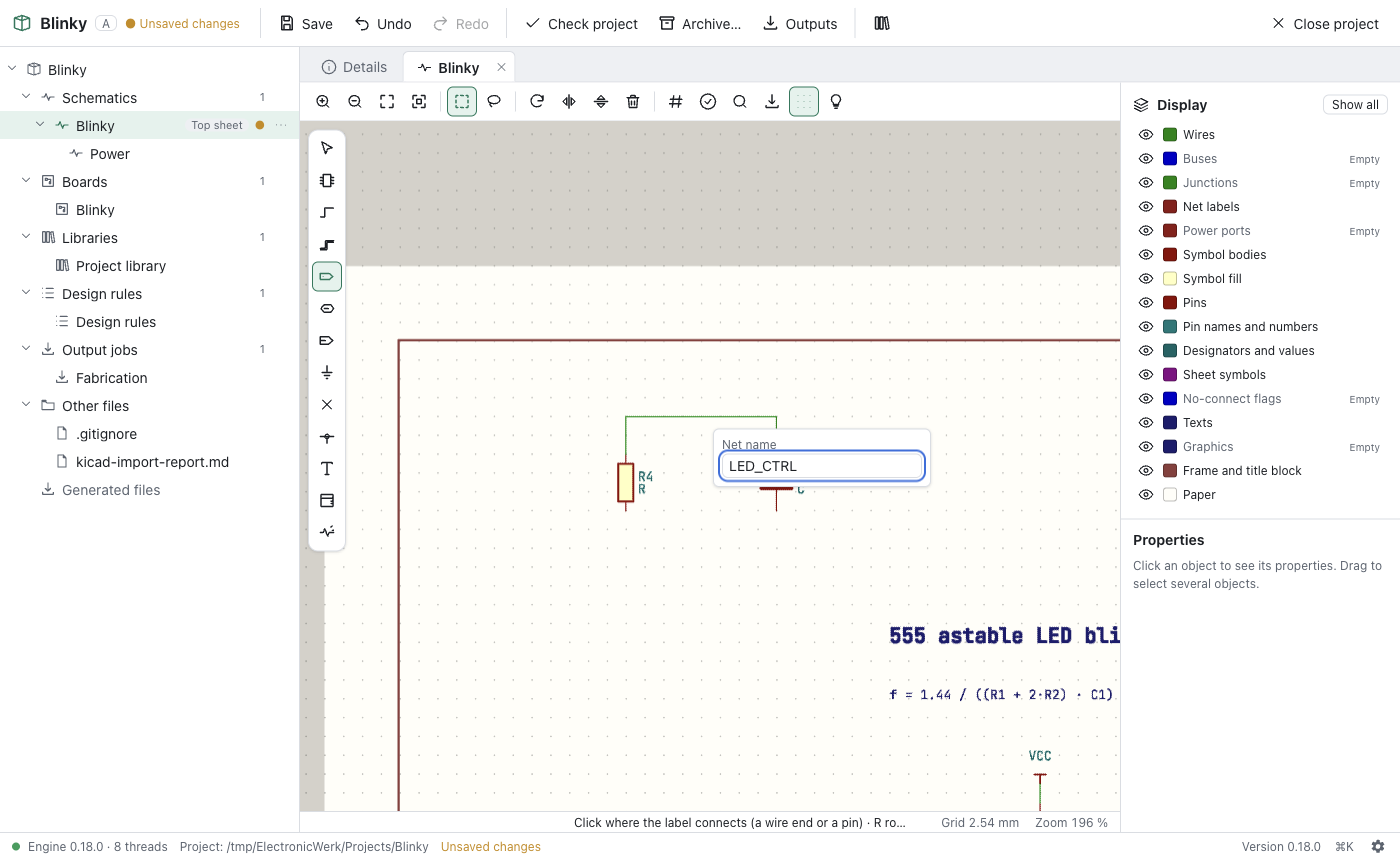 Blinky A Unsaved changes Save Undo Redo Check project Archive... Outputs Close project
Blinky
Schematics 1
Blinky Top sheet ···
Power
Boards 1
Blinky
Libraries 1
Project library
Design rules 1
Design rules
Output jobs 1
Fabrication
Other files
.gitignore
kicad-import-report.md
Generated files
Details Blinky
Net name
LED_CTRL
R4
R
C
555 astable LED bli
f = 1.44 / ((R1 + 2·R2) · C1)
VCC
Click where the label connects (a wire end or a pin) · R ro... Grid 2.54 mm Zoom 196 %
Display Show all
Wires
Buses Empty
Junctions Empty
Net labels
Power ports Empty
Symbol bodies
Symbol fill
Pins
Pin names and numbers
Designators and values
Sheet symbols
No-connect flags Empty
Texts
Graphics Empty
Frame and title block
Paper
Properties
Click an object to see its properties. Drag to
select several objects.
Engine 0.18.0 · 8 threads Project: /tmp/ElectronicWerk/Projects/Blinky Unsaved changes Version 0.18.0 ⌘K